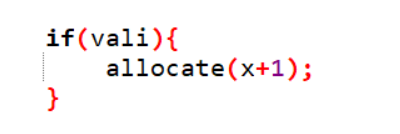 if(vali){
    allocate(x+1);
}